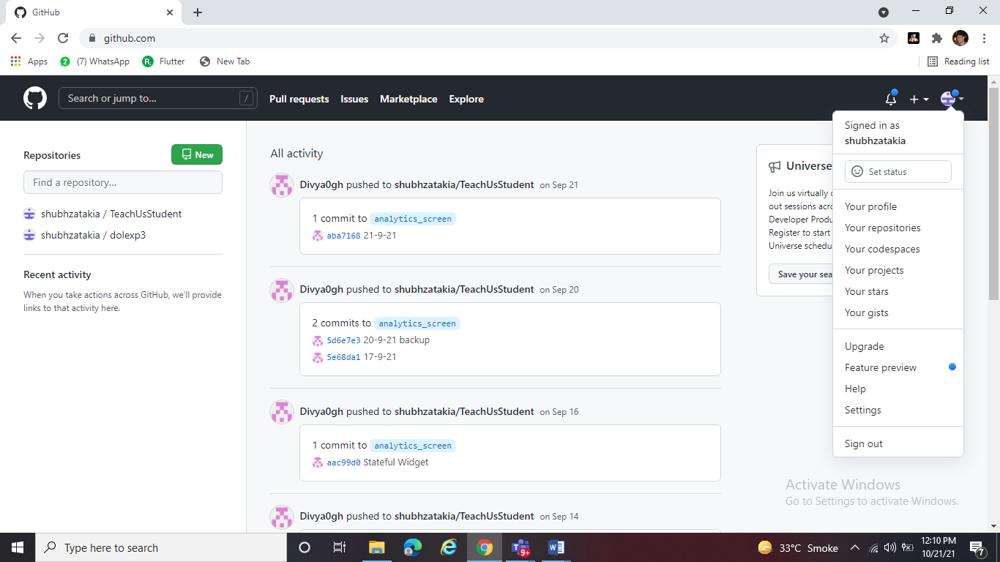 GitHub
github.com
Apps
2
(7) WhatsApp
R
Flutter
New Tab
Reading list
Search or jump to...
/
Pull requests
Issues
Marketplace
Explore
Repositories
New
Find a repository...
shubhzatakia / TeachUsStudent
shubhzatakia / dolexp3
Recent activity
When you take actions across GitHub, we'll provide
links to that activity here.
All activity
Divya0gh pushed to shubhzatakia/TeachUsStudent on Sep 21
1 commit to analytics_screen
aba7168 21-9-21
Divya0gh pushed to shubhzatakia/TeachUsStudent on Sep 20
2 commits to analytics_screen
5d6e7e3 20-9-21 backup
5e68da1 17-9-21
Divya0gh pushed to shubhzatakia/TeachUsStudent on Sep 16
1 commit to analytics_screen
aac99d0 Stateful Widget
Divya0gh pushed to shubhzatakia/TeachUsStudent on Sep 14
Universe
Join us virtually
out sessions acr
Developer Produ
Register to start
Universe schedu
Save your sea
Signed in as
shubhzatakia
Set status
Your profile
Your repositories
Your codespaces
Your projects
Your stars
Your gists
Upgrade
Feature preview
Help
Settings
Sign out
Activate Windows
Go to Settings to activate Windows.
Type here to search
9+
33°C Smoke
12:10 PM
10/21/21
7